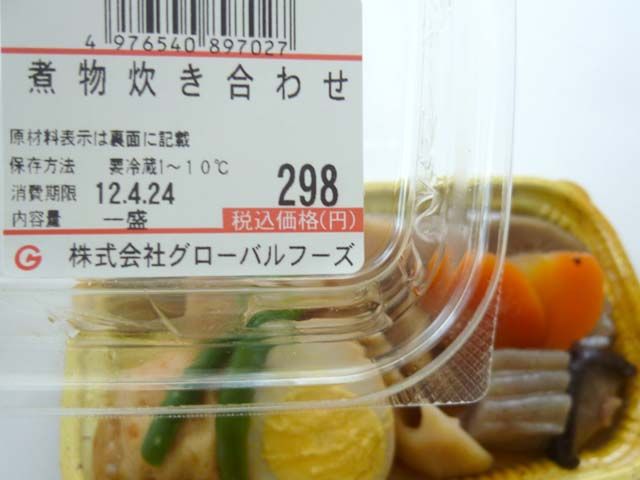 4 976540 897027
煮物炊き合わせ
原材料表示は裏面に記載
保存方法 要冷蔵1~10℃
消費期限 12.4.24 298
内容量 一盛 税込価格(円)
G 株式会社グローバルフーズ